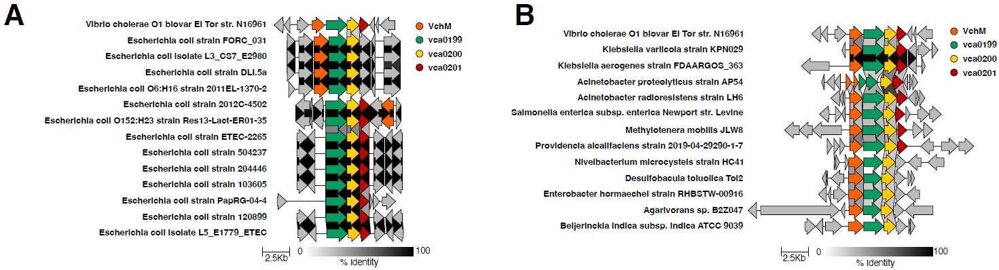 A
Vibrio cholerae O1 biovar El Tor str. N16961
Escherichia coli strain FORC_031
Escherichia coli isolate L3_CS7_E2980
Escherichia coli strain DLI.5a
Escherichia coli O6:H16 strain 2011EL-1370-2
Escherichia coli strain 2012C-4502
Escherichia coli O152:H23 strain Res13-Lact-ER01-35
Escherichia coli strain ETEC-2265
Escherichia coli strain 504237
Escherichia coli strain 204446
Escherichia coli strain 103605
Escherichia coli strain PapRG-04-4
Escherichia coli strain 120899
Escherichia coli isolate L5_E1779_ETEC
VchM
vca0199
vca0200
vca0201
2.5Kb
0
100
% Identity
B
Vibrio cholerae O1 biovar El Tor str. N16961
Klebsiella varilcola strain KPN029
Klebsiella aerogenes strain FDAARGOS_363
Acinetobacter proteolyticus strain AP54
Acinetobacter radioresistens strain LH6
Salmonella enterica subsp. enterica Newport str. Levine
Methylotenera mobilis JLW8
Providencia alcalifaciens strain 2019-04-29290-1-7
Niveibacterium microcysteis strain HC41
Desulfobacula toluolica Tol2
Enterobacter hormaechei strain RHBSTW-00916
Agarivorans sp. B2Z047
Beijerinckia indica subsp. indica ATCC 9039
VchM
vca0199
vca0200
vca0201
2.5Kb
0
100
% Identity